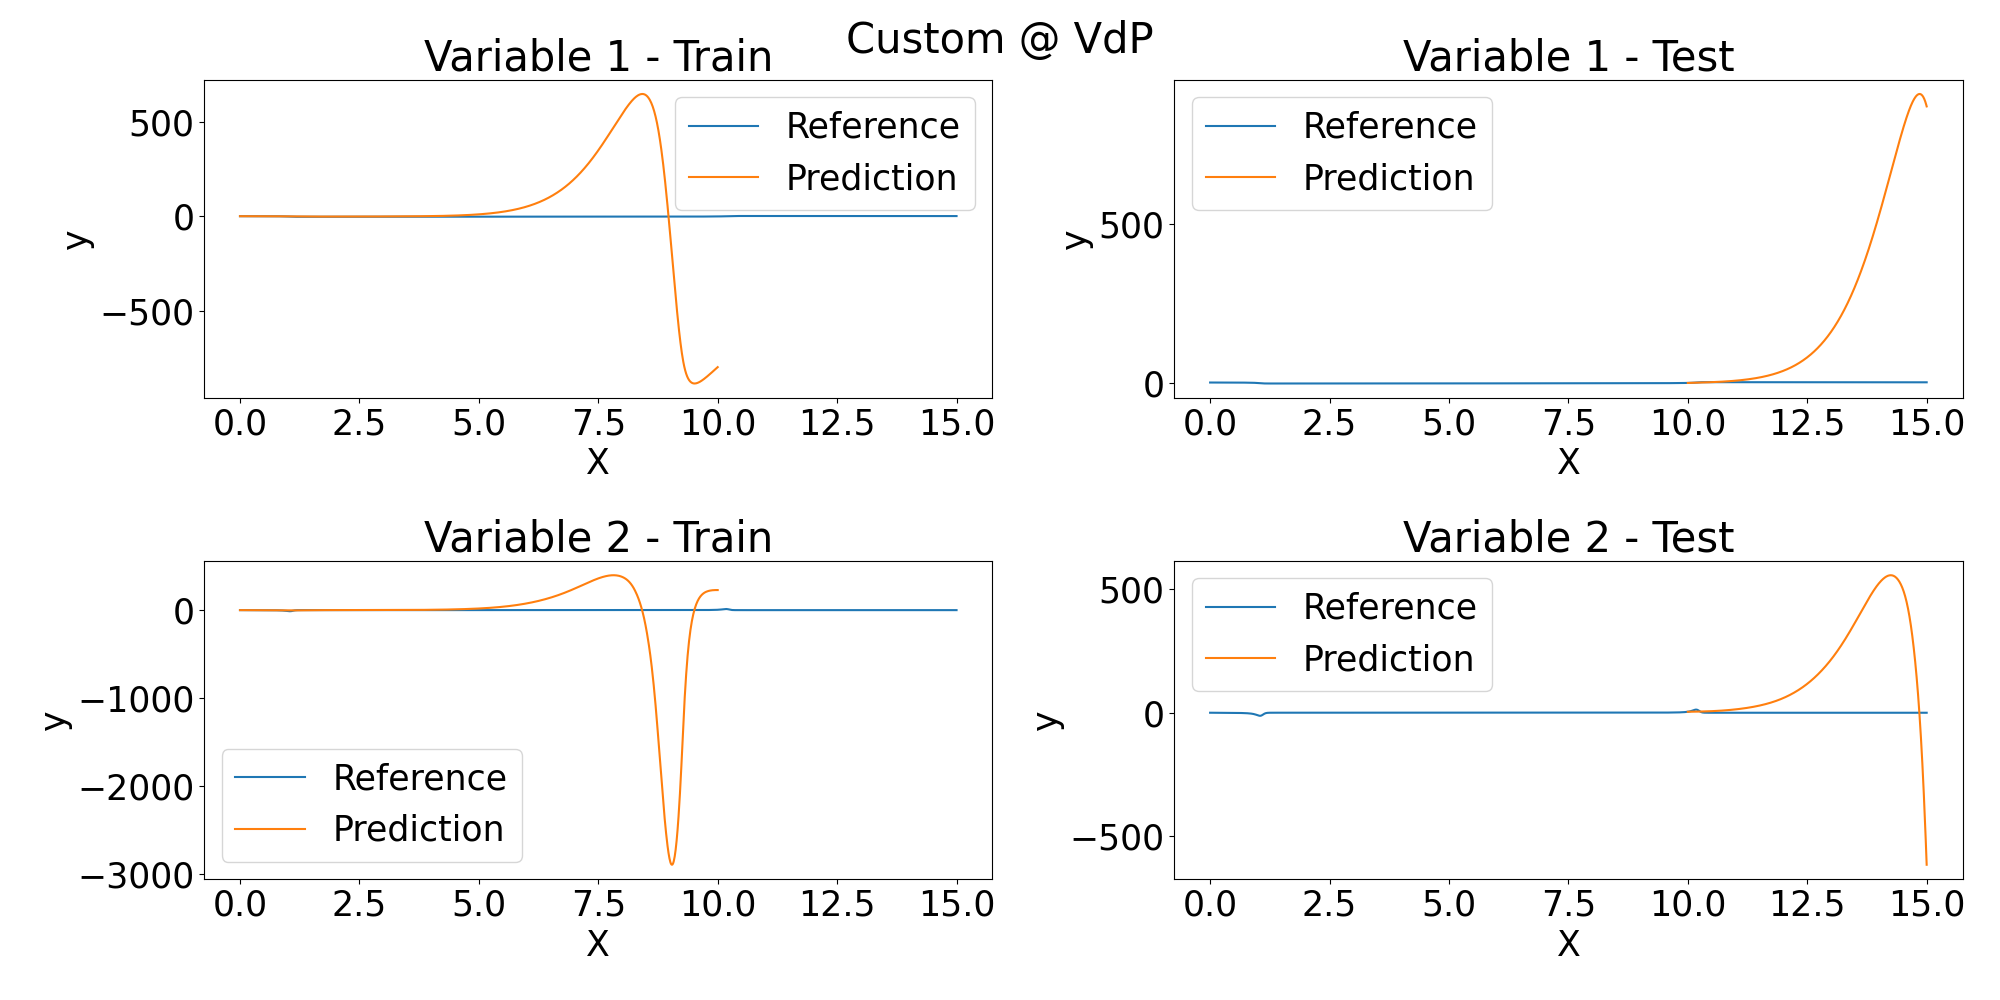 Custom @ VdP
Variable 1 - Train
500
0
−500
y
Reference
Prediction
0.0 2.5 5.0 7.5 10.0 12.5 15.0
X
Variable 1 - Test
500
0
y
Reference
Prediction
0.0 2.5 5.0 7.5 10.0 12.5 15.0
X
Variable 2 - Train
0
−1000
−2000
−3000
y
Reference
Prediction
0.0 2.5 5.0 7.5 10.0 12.5 15.0
X
Variable 2 - Test
500
0
−500
y
Reference
Prediction
0.0 2.5 5.0 7.5 10.0 12.5 15.0
X